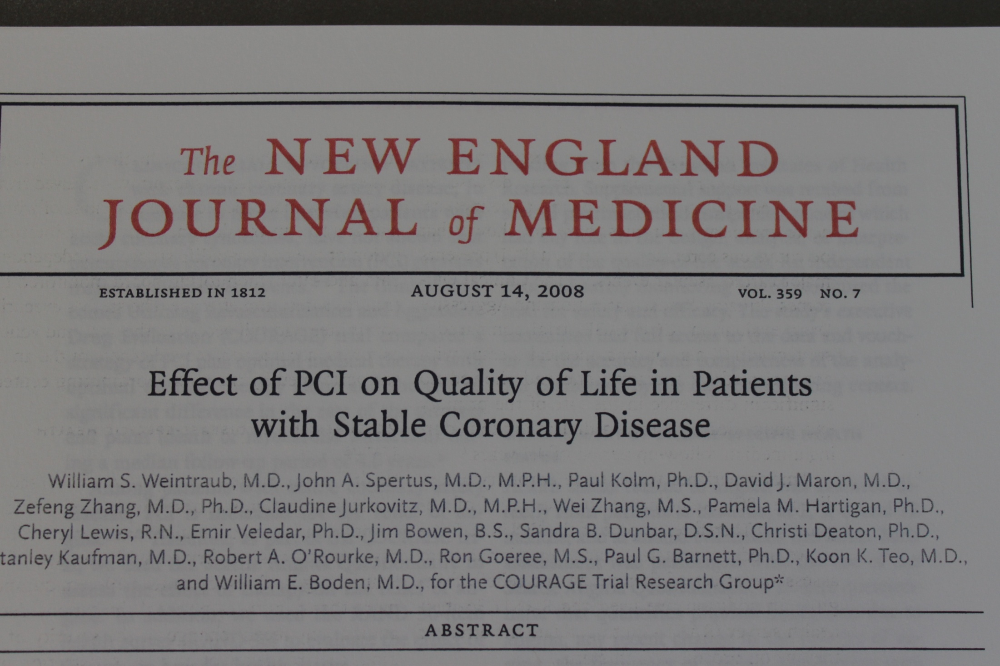 The NEW ENGLAND
JOURNAL of MEDICINE
ESTABLISHED IN 1812 AUGUST 14, 2008 VOL. 359 NO. 7
Effect of PCI on Quality of Life in Patients
with Stable Coronary Disease
William S. Weintraub, M.D., John A. Spertus, M.D., M.P.H., Paul Kolm, Ph.D., David J. Maron, M.D.,
Zefeng Zhang, M.D., Ph.D., Claudine Jurkovitz, M.D., M.P.H., Wei Zhang, M.S., Pamela M. Hartigan, Ph.D.,
Cheryl Lewis, R.N., Emir Veledar, Ph.D., Jim Bowen, B.S., Sandra B. Dunbar, D.S.N., Christi Deaton, Ph.D.,
tanley Kaufman, M.D., Robert A. O'Rourke, M.D., Ron Goeree, M.S., Paul G. Barnett, Ph.D., Koon K. Teo, M.D.,
and William E. Boden, M.D., for the COURAGE Trial Research Group*
ABSTRACT